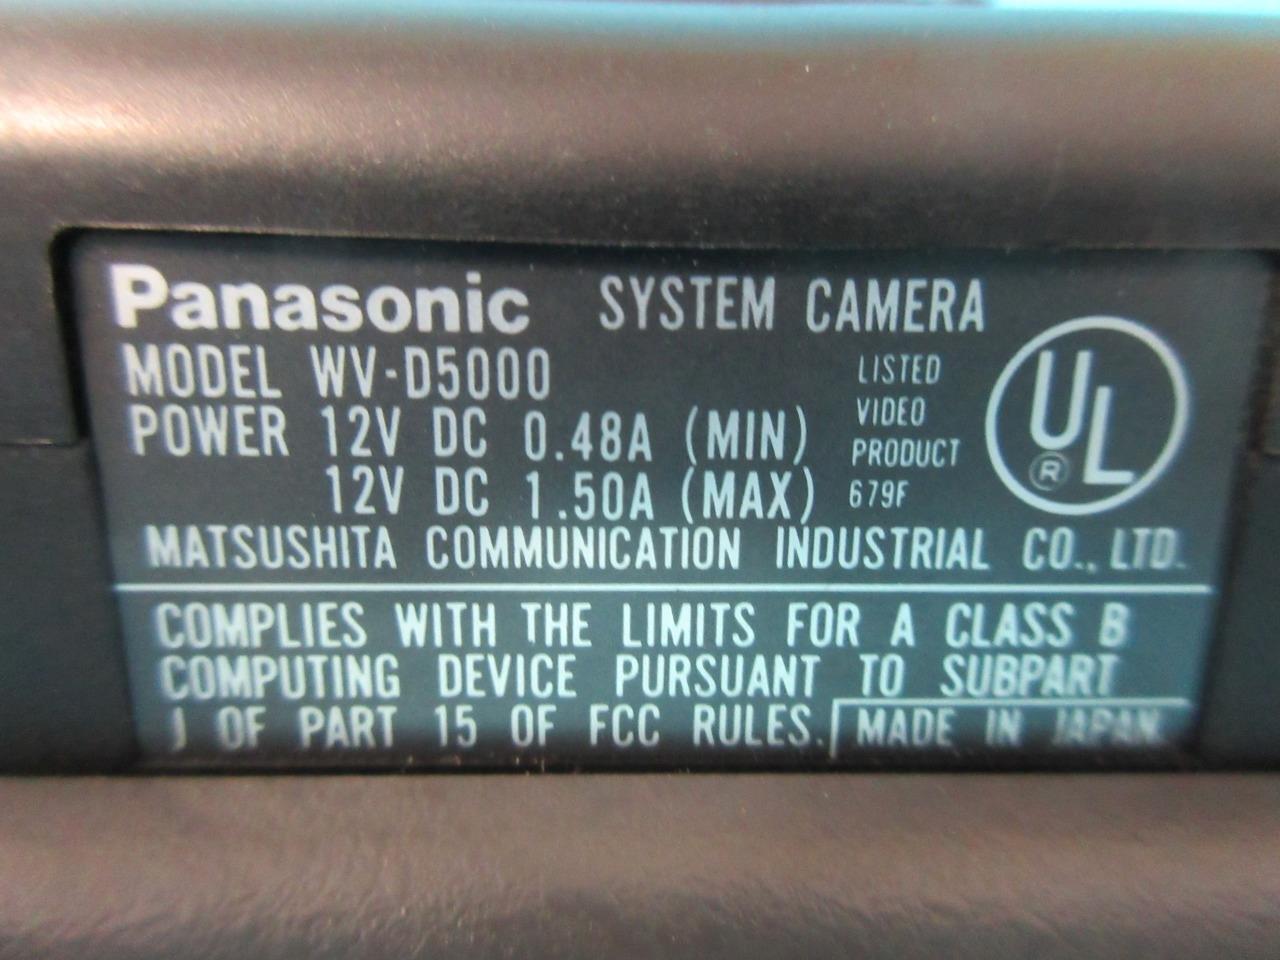 Panasonic SYSTEM CAMERA
MODEL WV-D5000
POWER 12V DC 0.48A (MIN)
12V DC 1.50A (MAX)
LISTED
VIDEO
PRODUCT
679F
UL
®
MATSUSHITA COMMUNICATION INDUSTRIAL CO., LTD.
COMPLIES WITH THE LIMITS FOR A CLASS B
COMPUTING DEVICE PURSUANT TO SUBPART
J OF PART 15 OF FCC RULES. MADE IN JAPAN